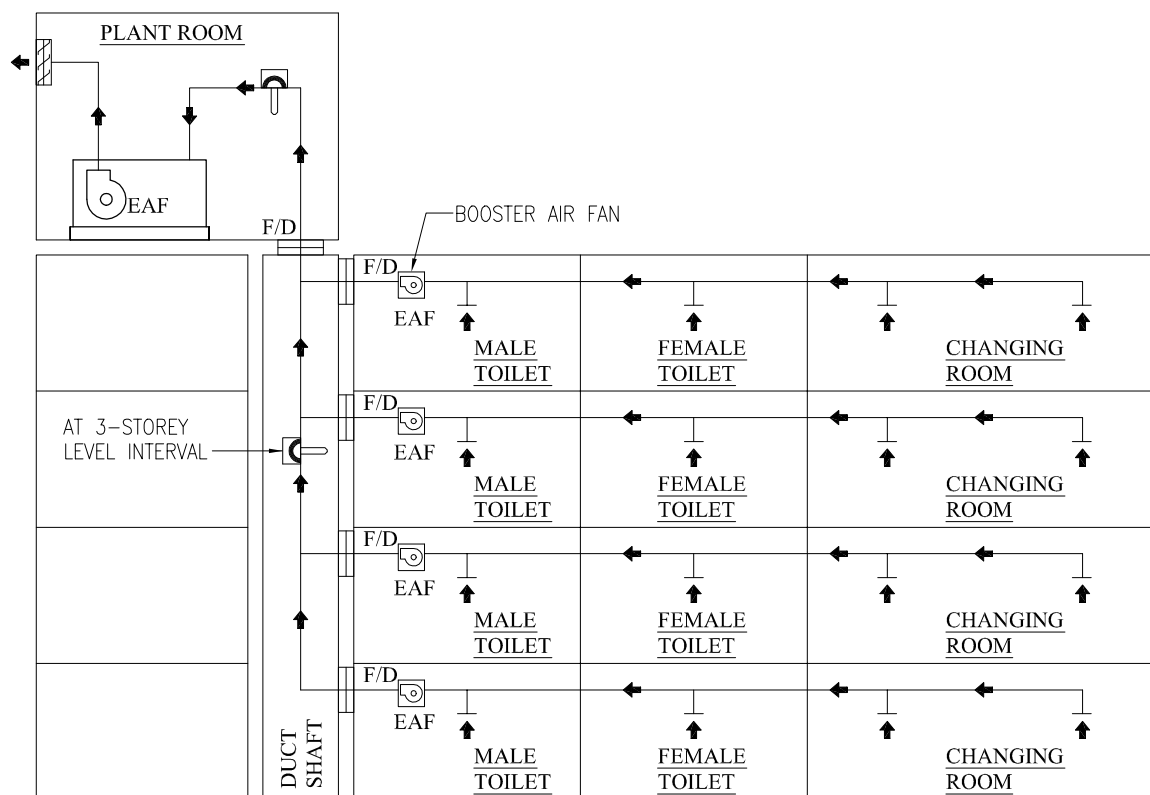 PLANT ROOM
EAF
F/D
BOOSTER AIR FAN
F/D
EAF
MALE
TOILET
FEMALE
TOILET
CHANGING
ROOM
AT 3-STOREY
LEVEL INTERVAL
F/D
EAF
MALE
TOILET
FEMALE
TOILET
CHANGING
ROOM
F/D
EAF
MALE
TOILET
FEMALE
TOILET
CHANGING
ROOM
F/D
EAF
MALE
TOILET
FEMALE
TOILET
CHANGING
ROOM
DUCT
SHAFT